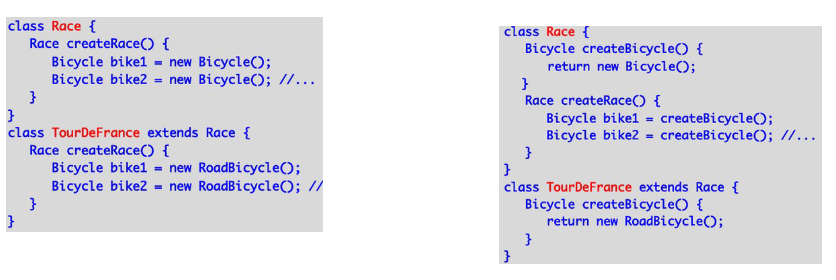 class Race {
Race createRace() {
Bicycle bike1 = new Bicycle();
Bicycle bike2 = new Bicycle(); //...
}
}
class TourDeFrance extends Race {
Race createRace() {
Bicycle bike1 = new RoadBicycle();
Bicycle bike2 = new RoadBicycle(); //
}
}
class Race {
Bicycle createBicycle() {
return new Bicycle();
}
Race createRace() {
Bicycle bike1 = createBicycle();
Bicycle bike2 = createBicycle(); //...
}
}
class TourDeFrance extends Race {
Bicycle createBicycle() {
return new RoadBicycle();
}
}